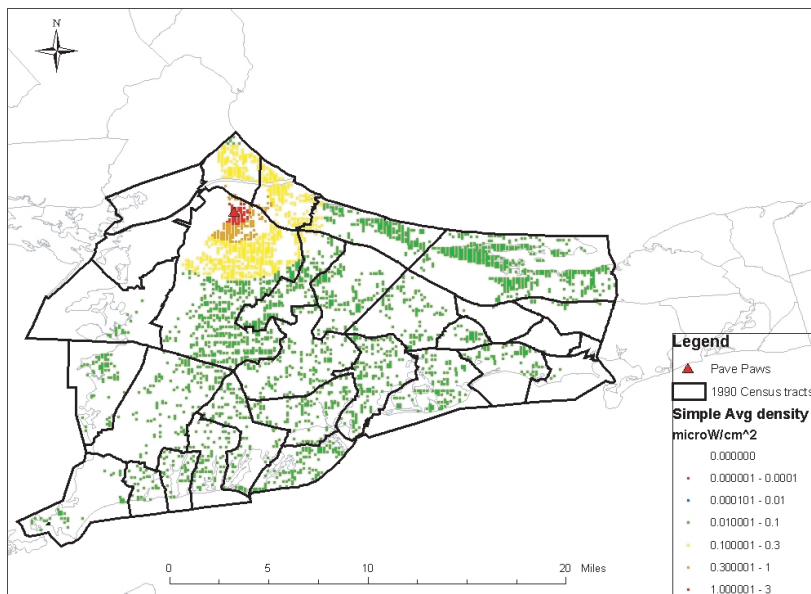 N
Legend
Pave Paws
1990 Census tracts
Simple Avg density
microW/cm^2
0.000000
0.000001 - 0.0001
0.000101 - 0.01
0.010001 - 0.1
0.100001 - 0.3
0.300001 - 1
1.000001 - 3
0 5 10 20 Miles